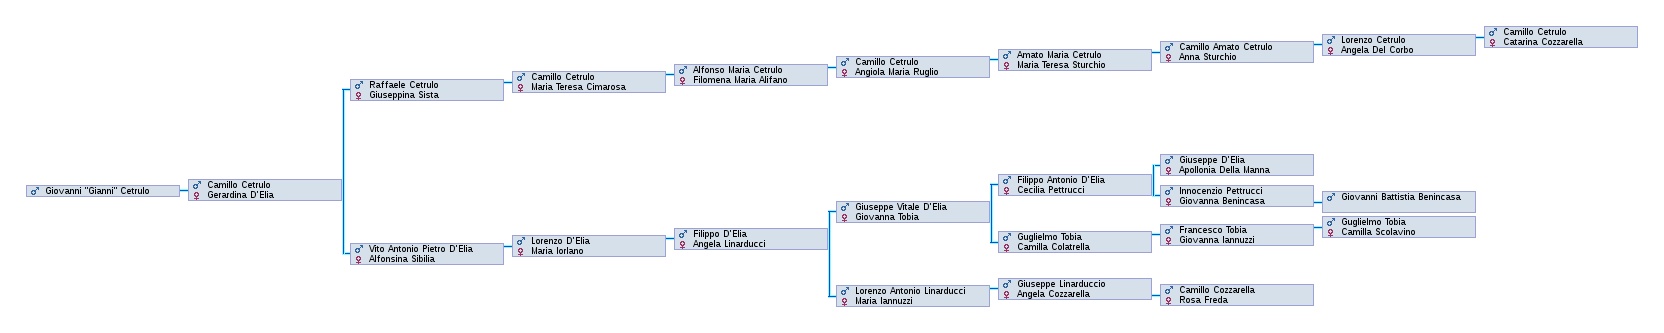 Giovanni "Gianni" Cetrulo
Camillo Cetrulo
Gerardina D'Elia
Raffaele Cetrulo
Giuseppina Sista
Camillo Cetrulo
Maria Teresa Cimarosa
Alfonso Maria Cetrulo
Filomena Maria Alifano
Camillo Cetrulo
Angiola Maria Ruglio
Amato Maria Cetrulo
Maria Teresa Sturchio
Camillo Amato Cetrulo
Anna Sturchio
Lorenzo Cetrulo
Angela Del Corbo
Camillo Cetrulo
Catarina Cozzarella
Vito Antonio Pietro D'Elia
Alfonsina Sibilia
Lorenzo D'Elia
Maria Iorlano
Filippo D'Elia
Angela Linarducci
Giuseppe Vitale D'Elia
Giovanna Tobia
Filippo Antonio D'Elia
Cecilia Pettrucci
Giuseppe D'Elia
Apollonia Della Manna
Innocenzio Pettrucci
Giovanna Benincasa
Giovanni Battistia Benincasa
Guglielmo Tobia
Camilla Colatrella
Francesco Tobia
Giovanna Iannuzzi
Guglielmo Tobia
Camilla Scolavino
Lorenzo Antonio Linarducci
Maria Iannuzzi
Giuseppe Linarduccio
Angela Cozzarella
Camillo Cozzarella
Rosa Freda